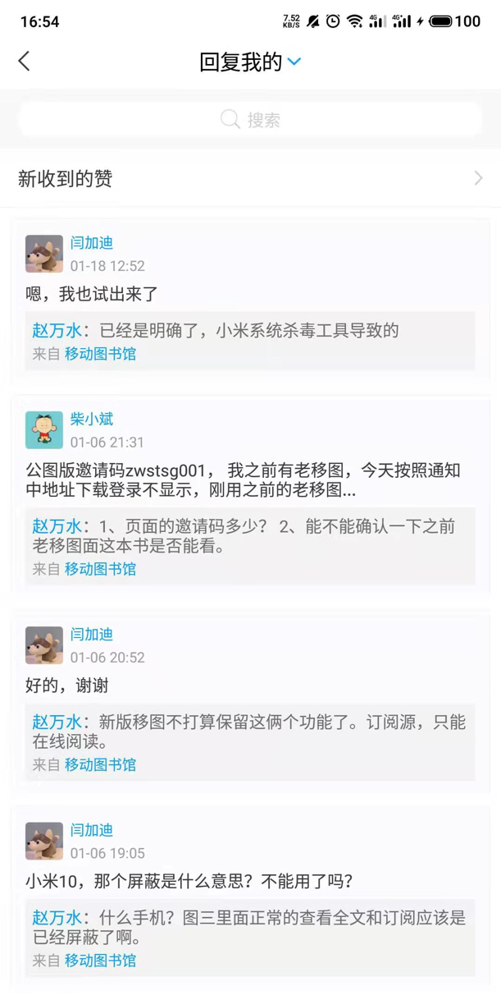 16:54
7.52 KB/S 4G 4G+ 100
回复我的
搜索
新收到的赞
闫加迪
01-18 12:52
嗯，我也试出来了
赵万水：已经是明确了，小米系统杀毒工具导致的
来自 移动图书馆
柴小斌
01-06 21:31
公图版邀请码zwstsg001， 我之前有老移图，今天按照通知
中地址下载登录不显示，刚用之前的老移图...
赵万水：1、页面的邀请码多少？ 2、能不能确认一下之前
老移图面这本书是否能看。
来自 移动图书馆
闫加迪
01-06 20:52
好的，谢谢
赵万水：新版移图不打算保留这俩个功能了。订阅源，只能
在线阅读。
来自 移动图书馆
闫加迪
01-06 19:05
小米10，那个屏蔽是什么意思？不能用了吗？
赵万水：什么手机？图三里面正常的查看全文和订阅应该是
已经屏蔽了啊。
来自 移动图书馆